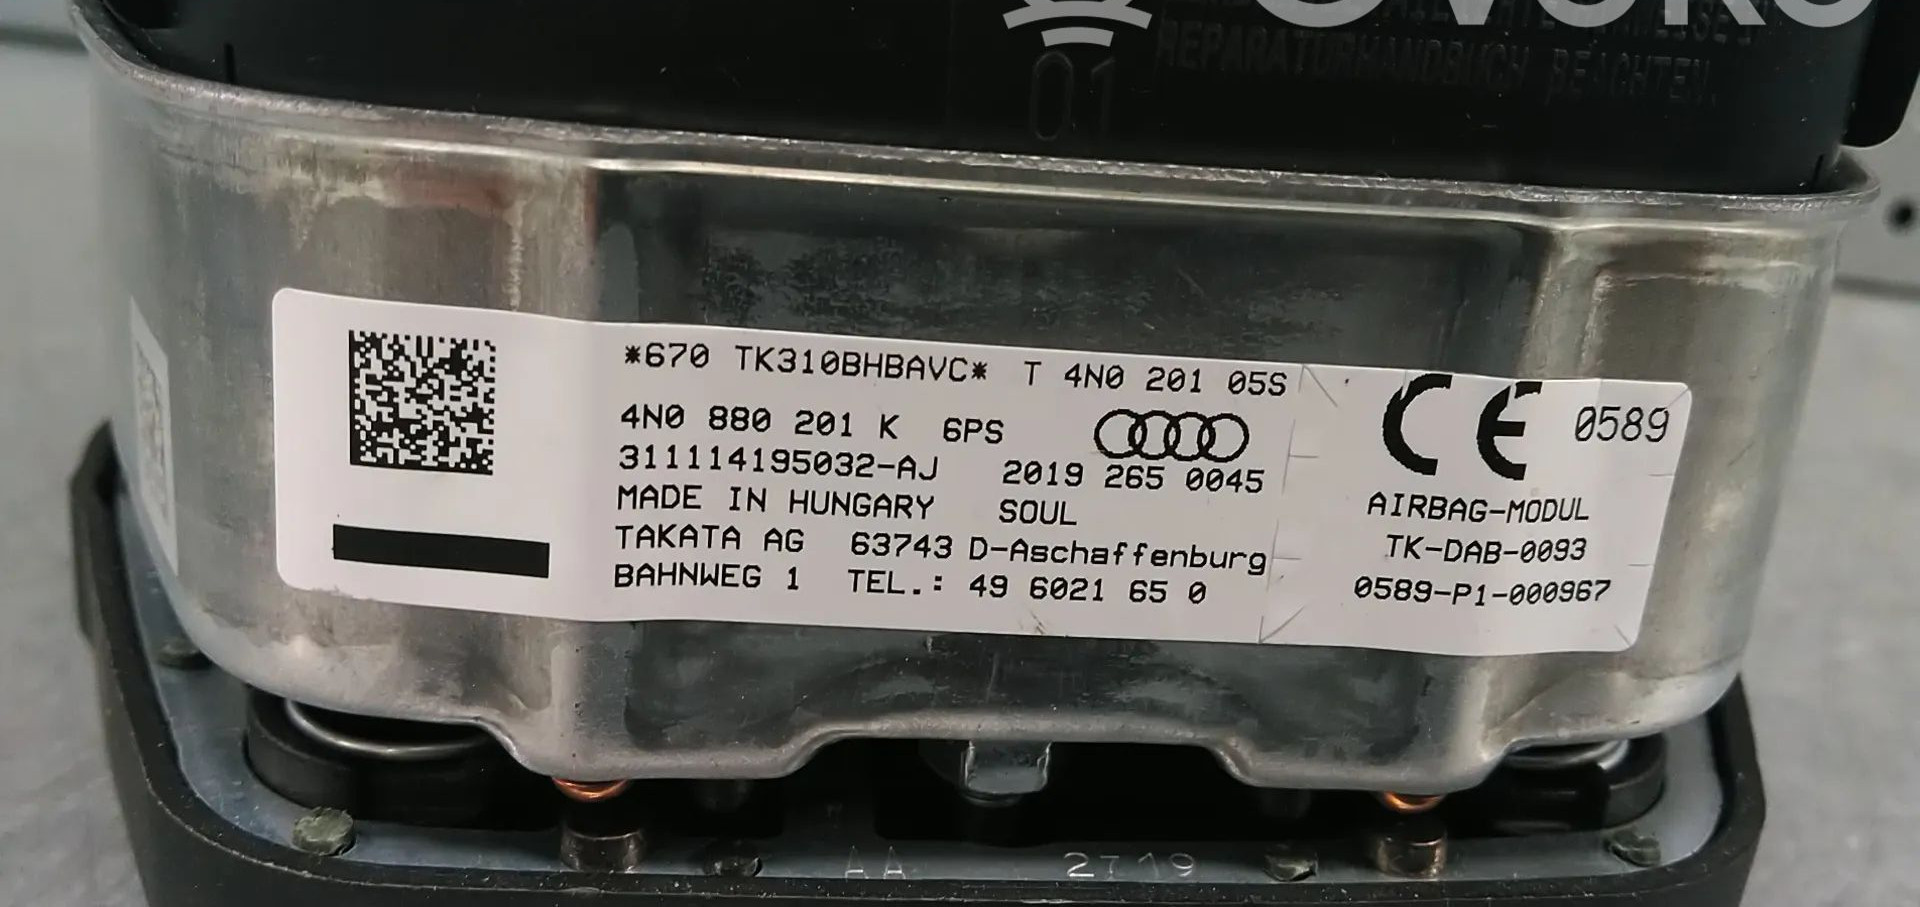 REPARATURHANDBUCH BEACHTEN.
01
*670 TK310BHBAVC* T 4N0 201 05S
4N0 880 201 K 6PS
311114195032-AJ 2019 265 0045
MADE IN HUNGARY SOUL
TAKATA AG 63743 D-Aschaffenburg
BAHNWEG 1 TEL.: 49 6021 65 0
CE 0589
AIRBAG-MODUL
TK-DAB-0093
0589-P1-000967
AA 2719